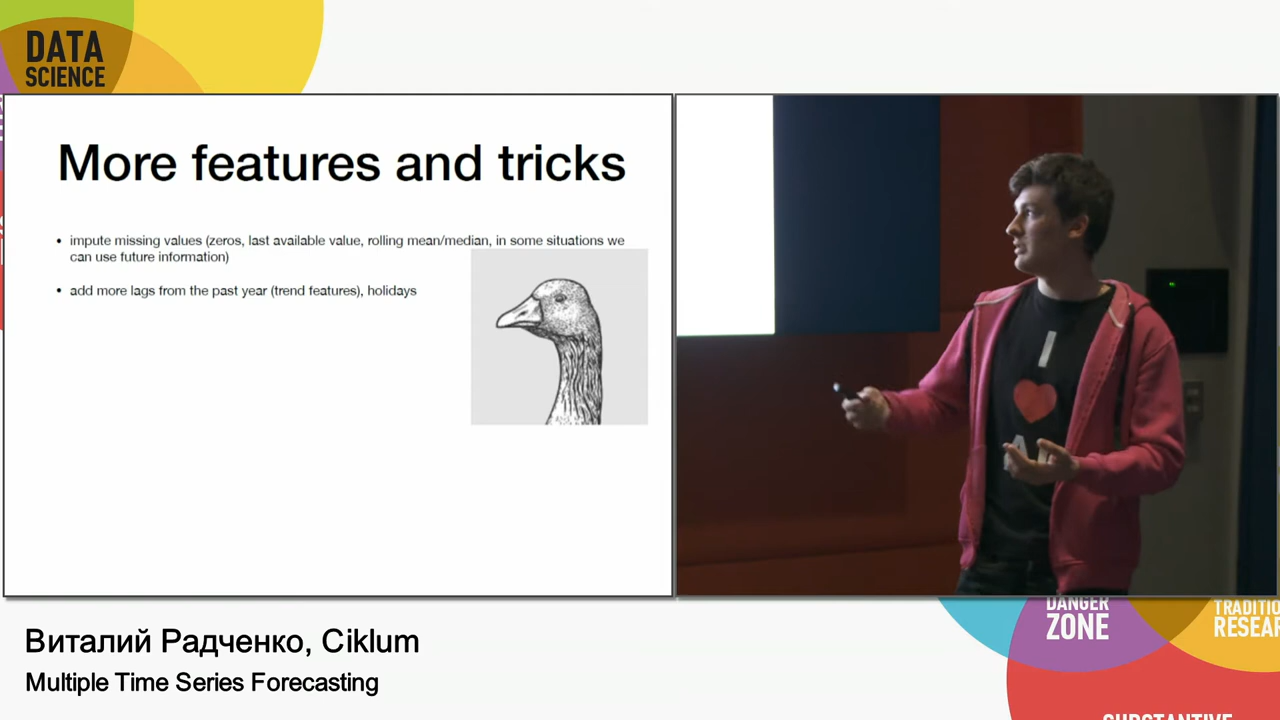 DATA
SCIENCE
More features and tricks
• impute missing values (zeros, last available value, rolling mean/median, in some situations we
can use future information)
• add more lags from the past year (trend features), holidays
I
A
DANGER
ZONE
Виталий Радченко, Ciklum
Multiple Time Series Forecasting